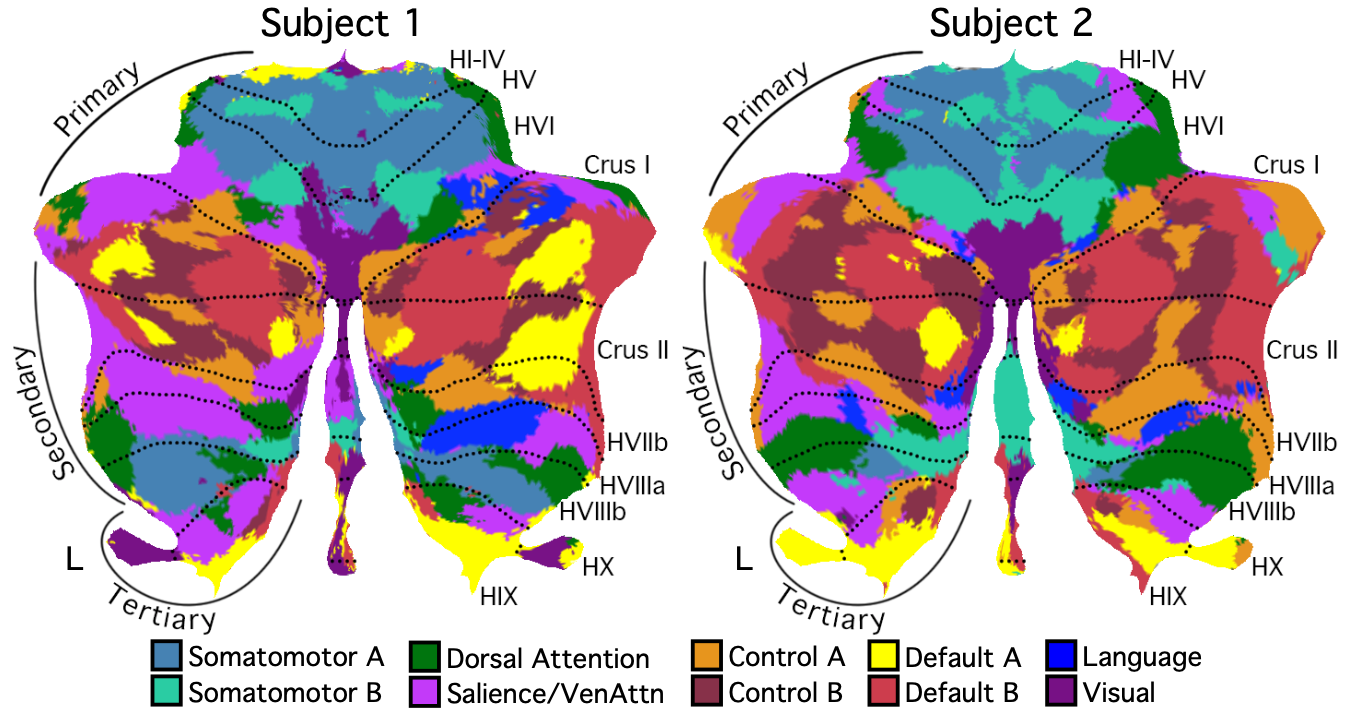 Subject 1
Subject 2
Primary
HI-IV
HV
HVI
Crus I
Secondary
Crus II
HVIIb
HVIIIa
HVIIIb
L
HX
HIX
Tertiary
Primary
HI-IV
HV
HVI
Crus I
Secondary
Crus II
HVIIb
HVIIIa
HVIIIb
L
HX
HIX
Tertiary
Somatomotor A
Dorsal Attention
Control A
Default A
Language
Somatomotor B
Salience/VenAttn
Control B
Default B
Visual